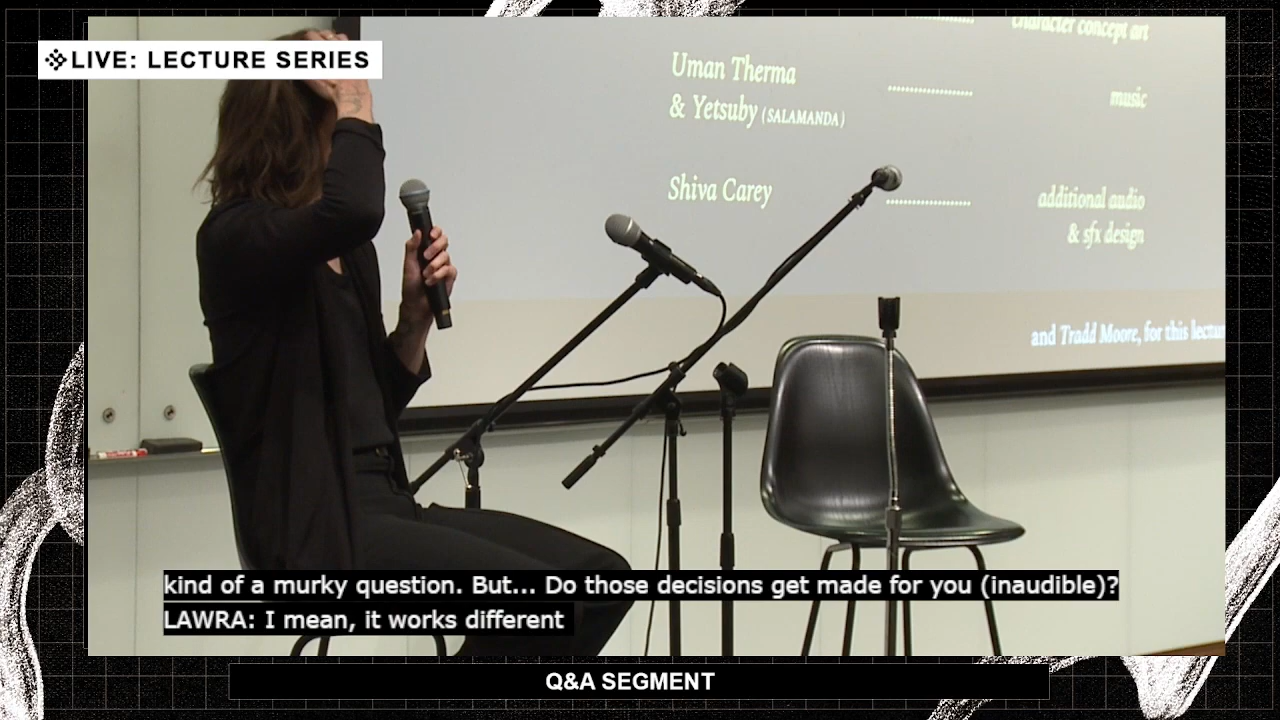 LIVE: LECTURE SERIES
character concept art
Uman Therma
& Yetsuby (SALAMANDA)
music
Shiva Carey
additional audio
& sfx design
and Tradd Moore, for this lectur
kind of a murky question. But... Do those decisions get made for you (inaudible)?
LAWRA: I mean, it works different
Q&A SEGMENT